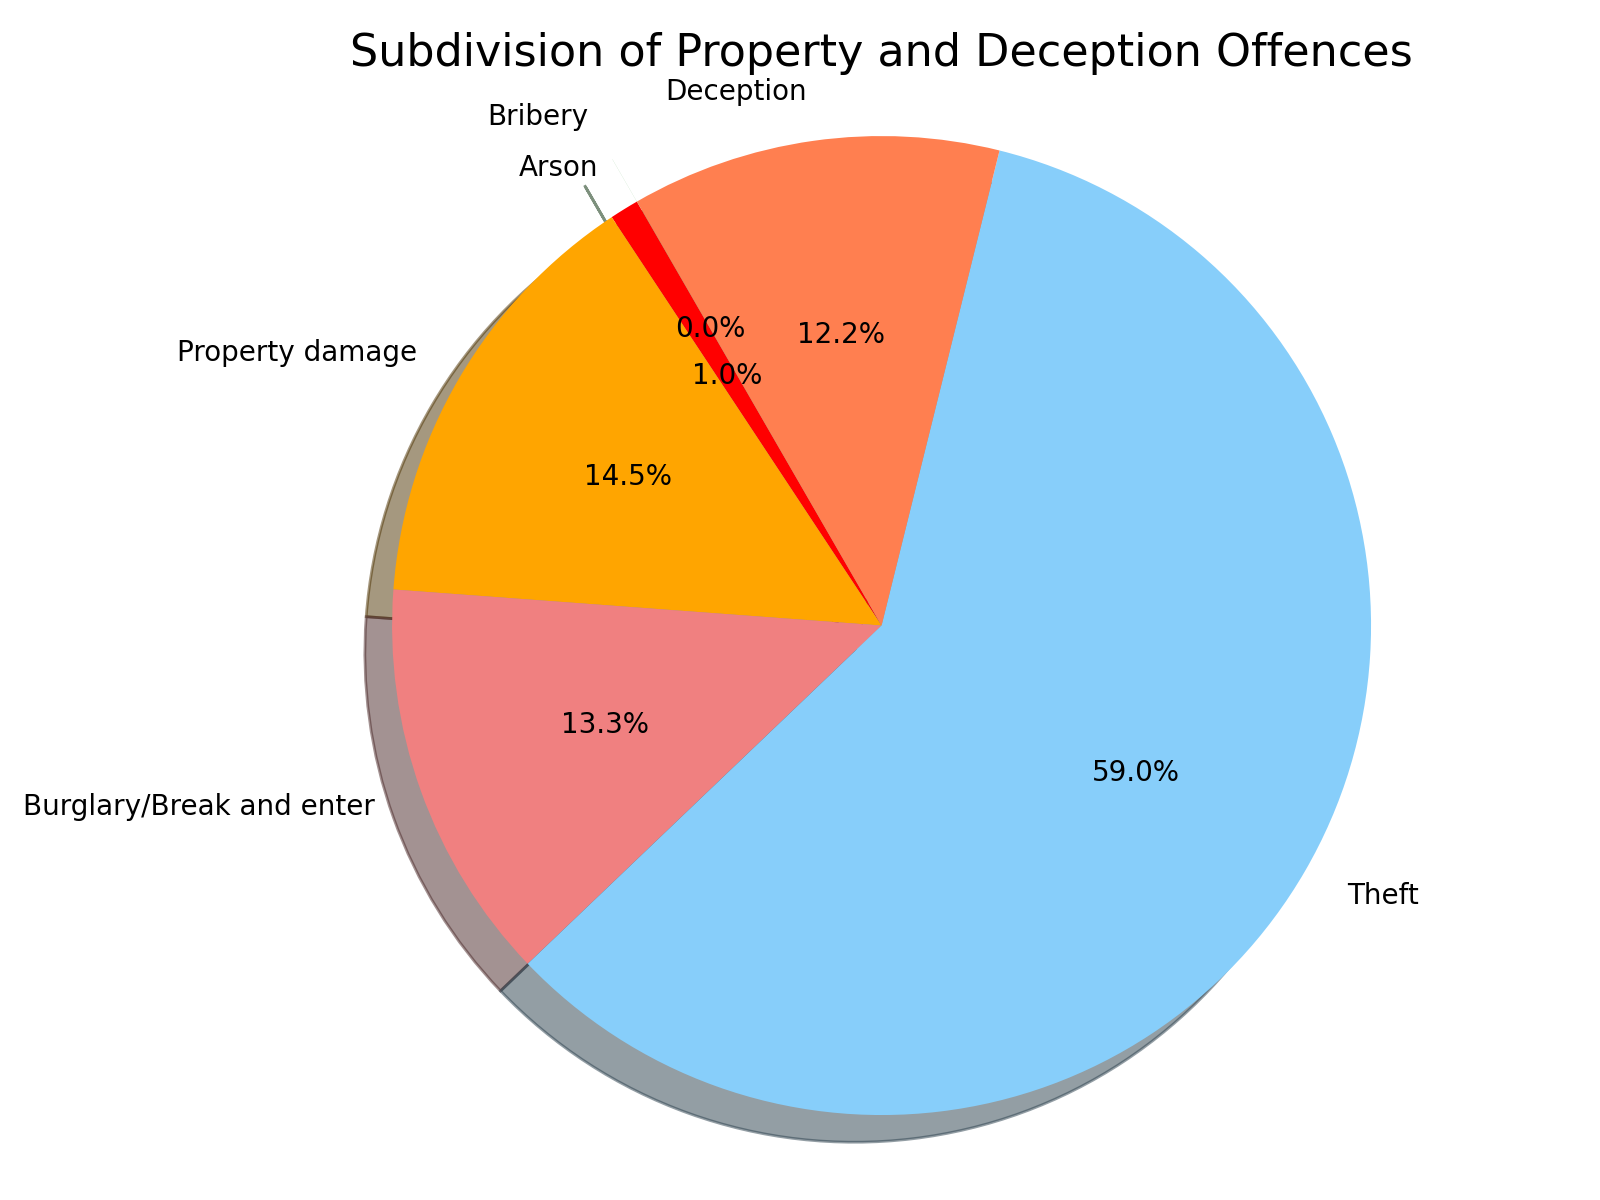 Subdivision of Property and Deception Offences
Deception
Bribery
Arson
0.0%
12.2%
1.0%
Property damage
14.5%
13.3%
59.0%
Burglary/Break and enter
Theft